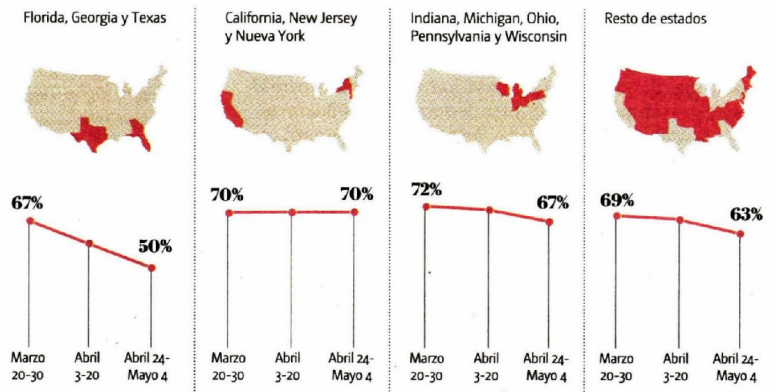 Florida, Georgia y Texas
67%
50%
Marzo
20-30
Abril
3-20
Abril 24-
Mayo 4
California, New Jersey
y Nueva York
70%
70%
Marzo
20-30
Abril
3-20
Abril 24-
Mayo 4
Indiana, Michigan, Ohio,
Pennsylvania y Wisconsin
72%
67%
Marzo
20-30
Abril
3-20
Abril 24-
Mayo 4
Resto de estados
69%
63%
Marzo
20-30
Abril
3-20
Abril 24-
Mayo 4